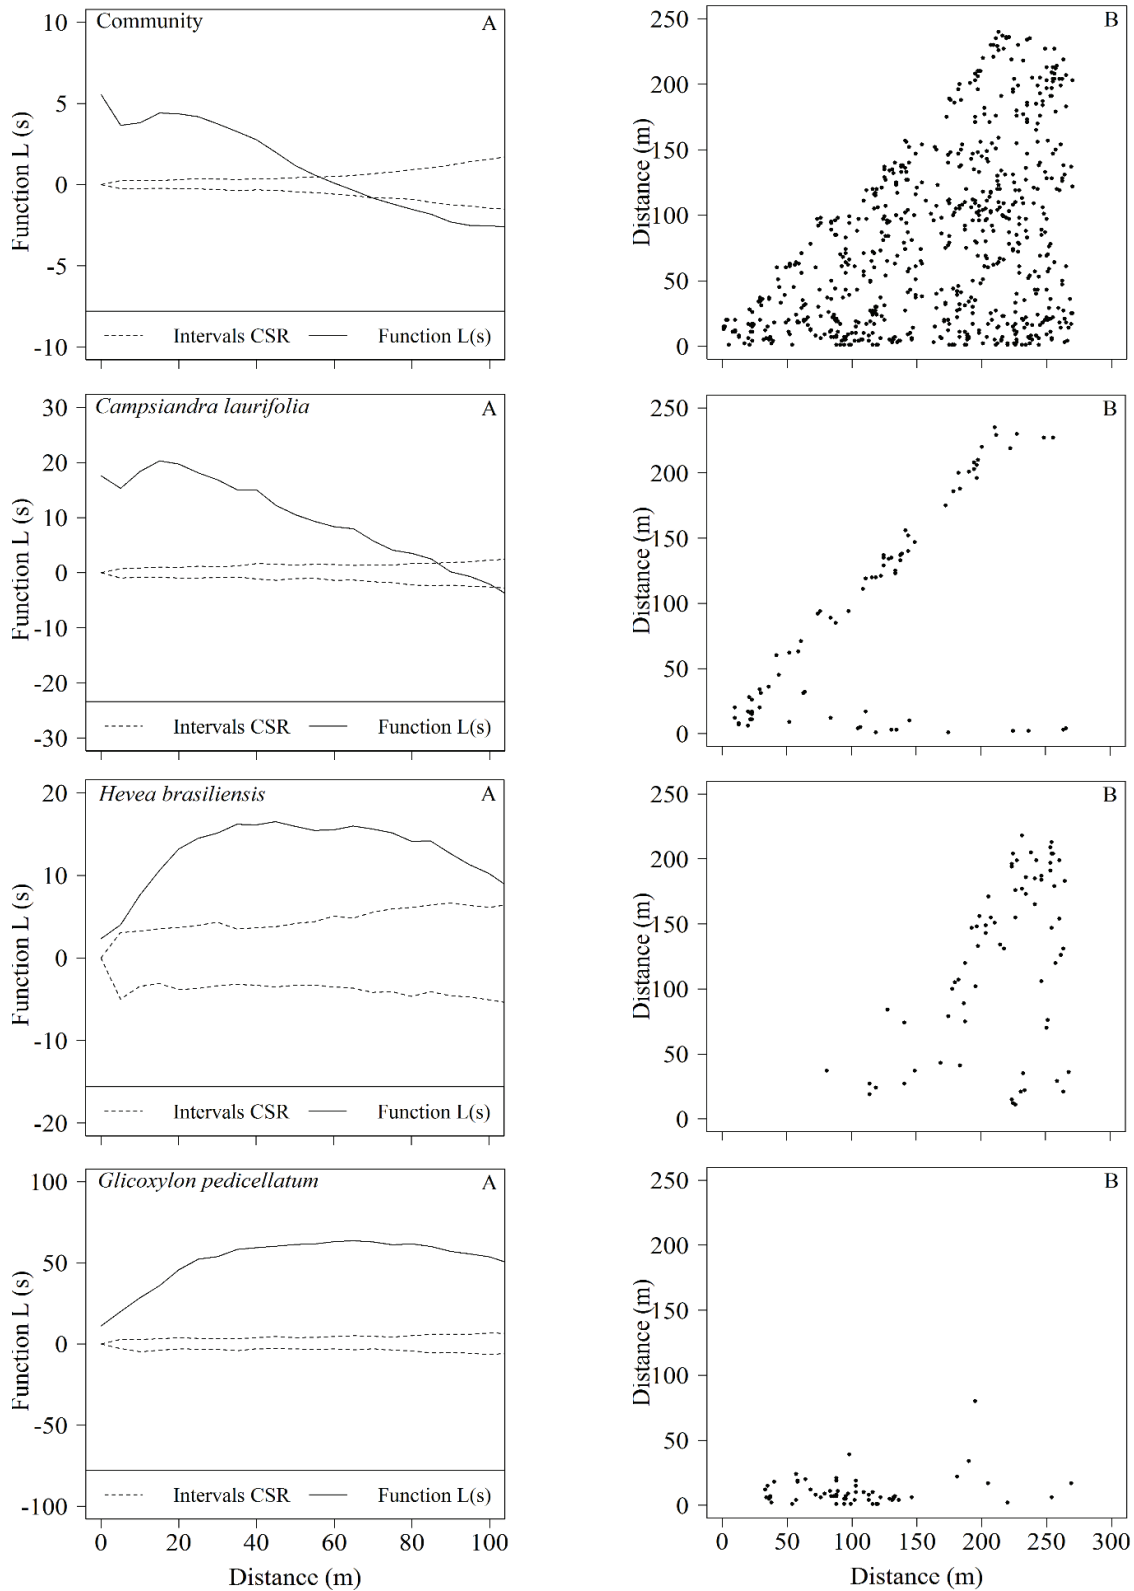 Community A
10
5
0
-5
-10
Function L (s)
Intervals CSR Function L(s)
B
250
200
150
100
50
0
Distance (m)
Campsiandra laurifolia A
30
20
10
0
-10
-20
-30
Function L (s)
Intervals CSR Function L(s)
B
250
200
150
100
50
0
Distance (m)
Hevea brasiliensis A
20
10
0
-10
-20
Function L (s)
Intervals CSR Function L(s)
B
250
200
150
100
50
0
Distance (m)
Glicoxylon pedicellatum A
100
50
0
-50
-100
Function L (s)
Intervals CSR Function L(s)
0 20 40 60 80 100
Distance (m)
B
250
200
150
100
50
0
Distance (m)
0 50 100 150 200 250 300
Distance (m)